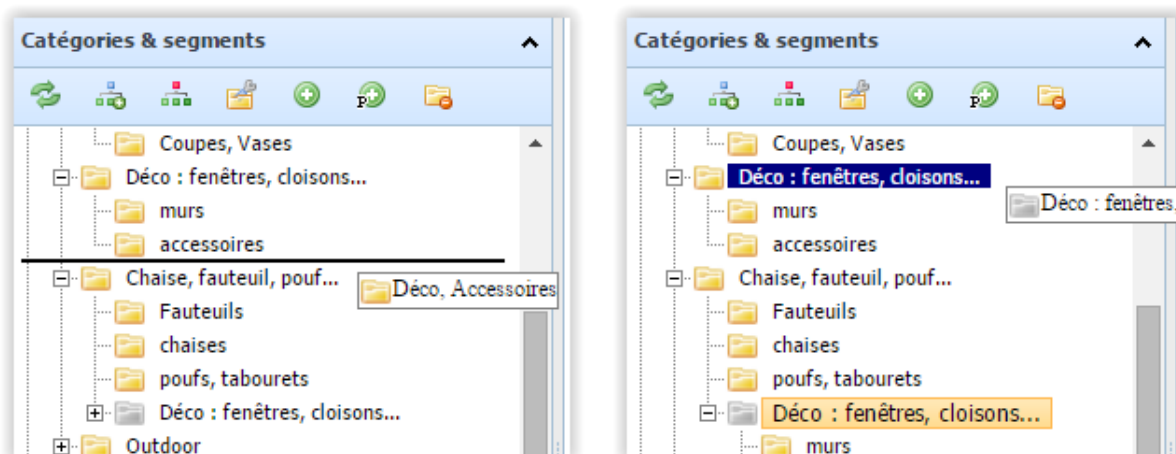 Catégories & segments
P
Coupes, Vases
Déco : fenêtres, cloisons...
murs
accessoires
Chaise, fauteuil, pouf...
Déco, Accessoires
Fauteuils
chaises
poufs, tabourets
Déco : fenêtres, cloisons...
Outdoor
Catégories & segments
P
Coupes, Vases
Déco : fenêtres, cloisons...
murs
Déco : fenêtres.
accessoires
Chaise, fauteuil, pouf...
Fauteuils
chaises
poufs, tabourets
Déco : fenêtres, cloisons...
murs